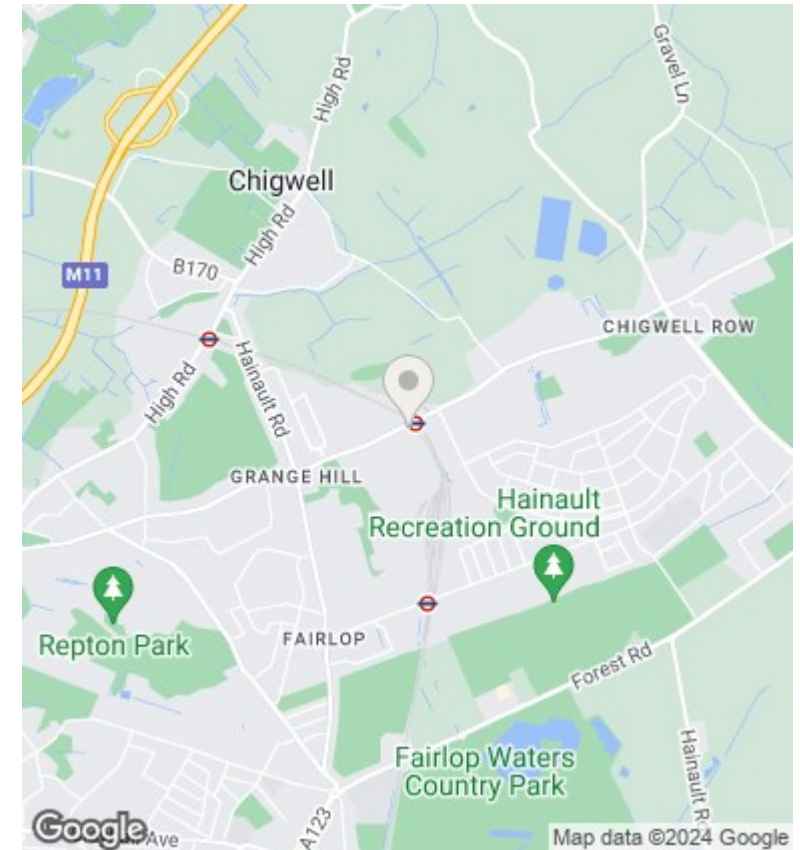 Gravel Ln
High Rd
Chigwell
High Rd
B170
M11
CHIGWELL ROW
High Rd
Hainault Rd
GRANGE HILL
Hainault
Recreation Ground
Repton Park
FAIRLOP
Forest Rd
Fairlop Waters
Country Park
Hainault Rd
A123
Google
Ave
Map data ©2024 Google